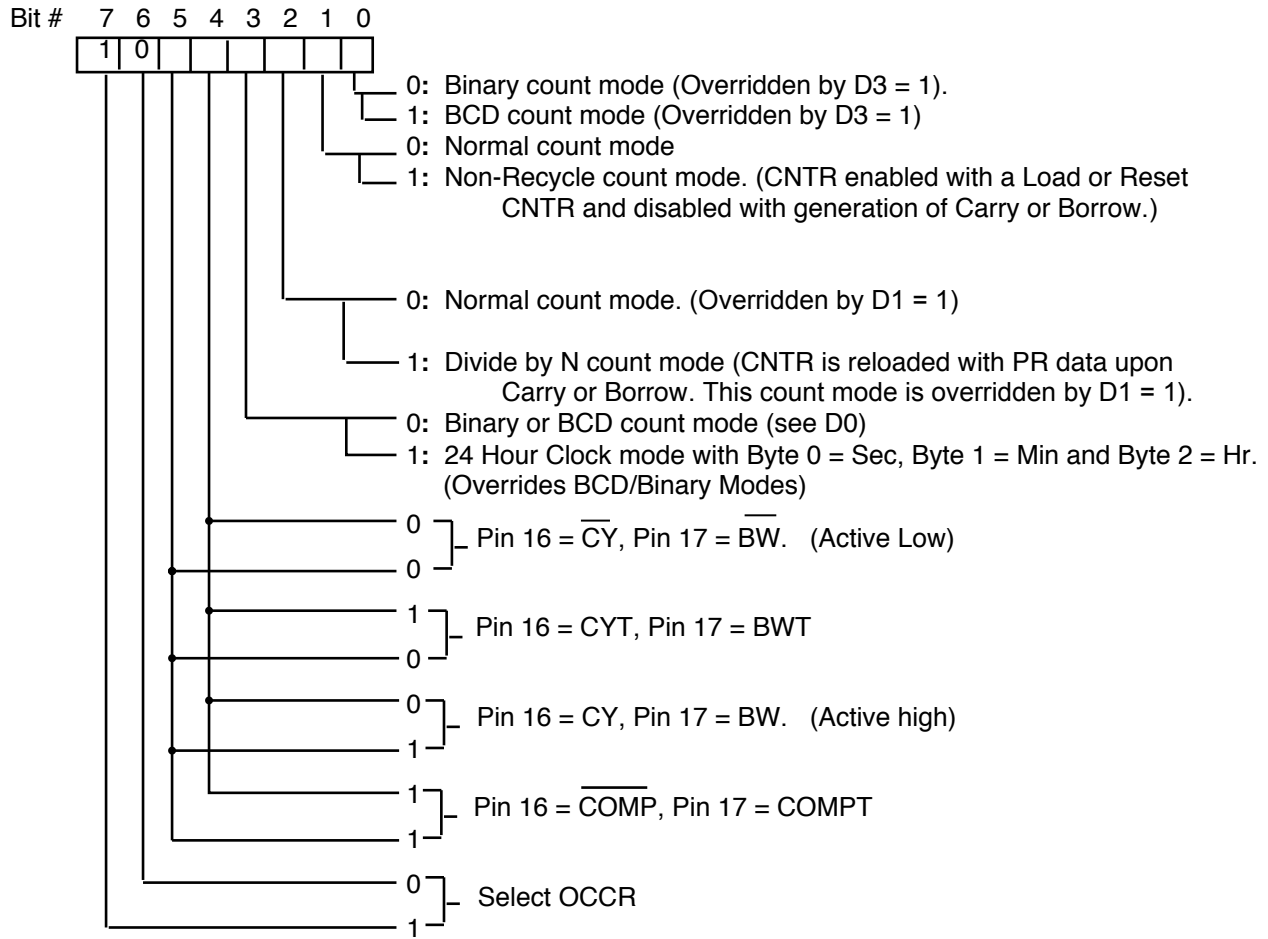 Bit # 7 6 5 4 3 2 1 0
1 0
0: Binary count mode (Overridden by D3 = 1).
1: BCD count mode (Overridden by D3 = 1)
0: Normal count mode
1: Non-Recycle count mode. (CNTR enabled with a Load or Reset
CNTR and disabled with generation of Carry or Borrow.)
0: Normal count mode. (Overridden by D1 = 1)
1: Divide by N count mode (CNTR is reloaded with PR data upon
Carry or Borrow. This count mode is overridden by D1 = 1).
0: Binary or BCD count mode (see D0)
1: 24 Hour Clock mode with Byte 0 = Sec, Byte 1 = Min and Byte 2 = Hr.
(Overrides BCD/Binary Modes)
0
Pin 16 = C̅Y̅, Pin 17 = B̅W̅. (Active Low)
0
1
Pin 16 = CYT, Pin 17 = BWT
0
0
Pin 16 = CY, Pin 17 = BW. (Active high)
1
1
Pin 16 = C̅O̅M̅P̅, Pin 17 = COMPT
1
0
Select OCCR
1